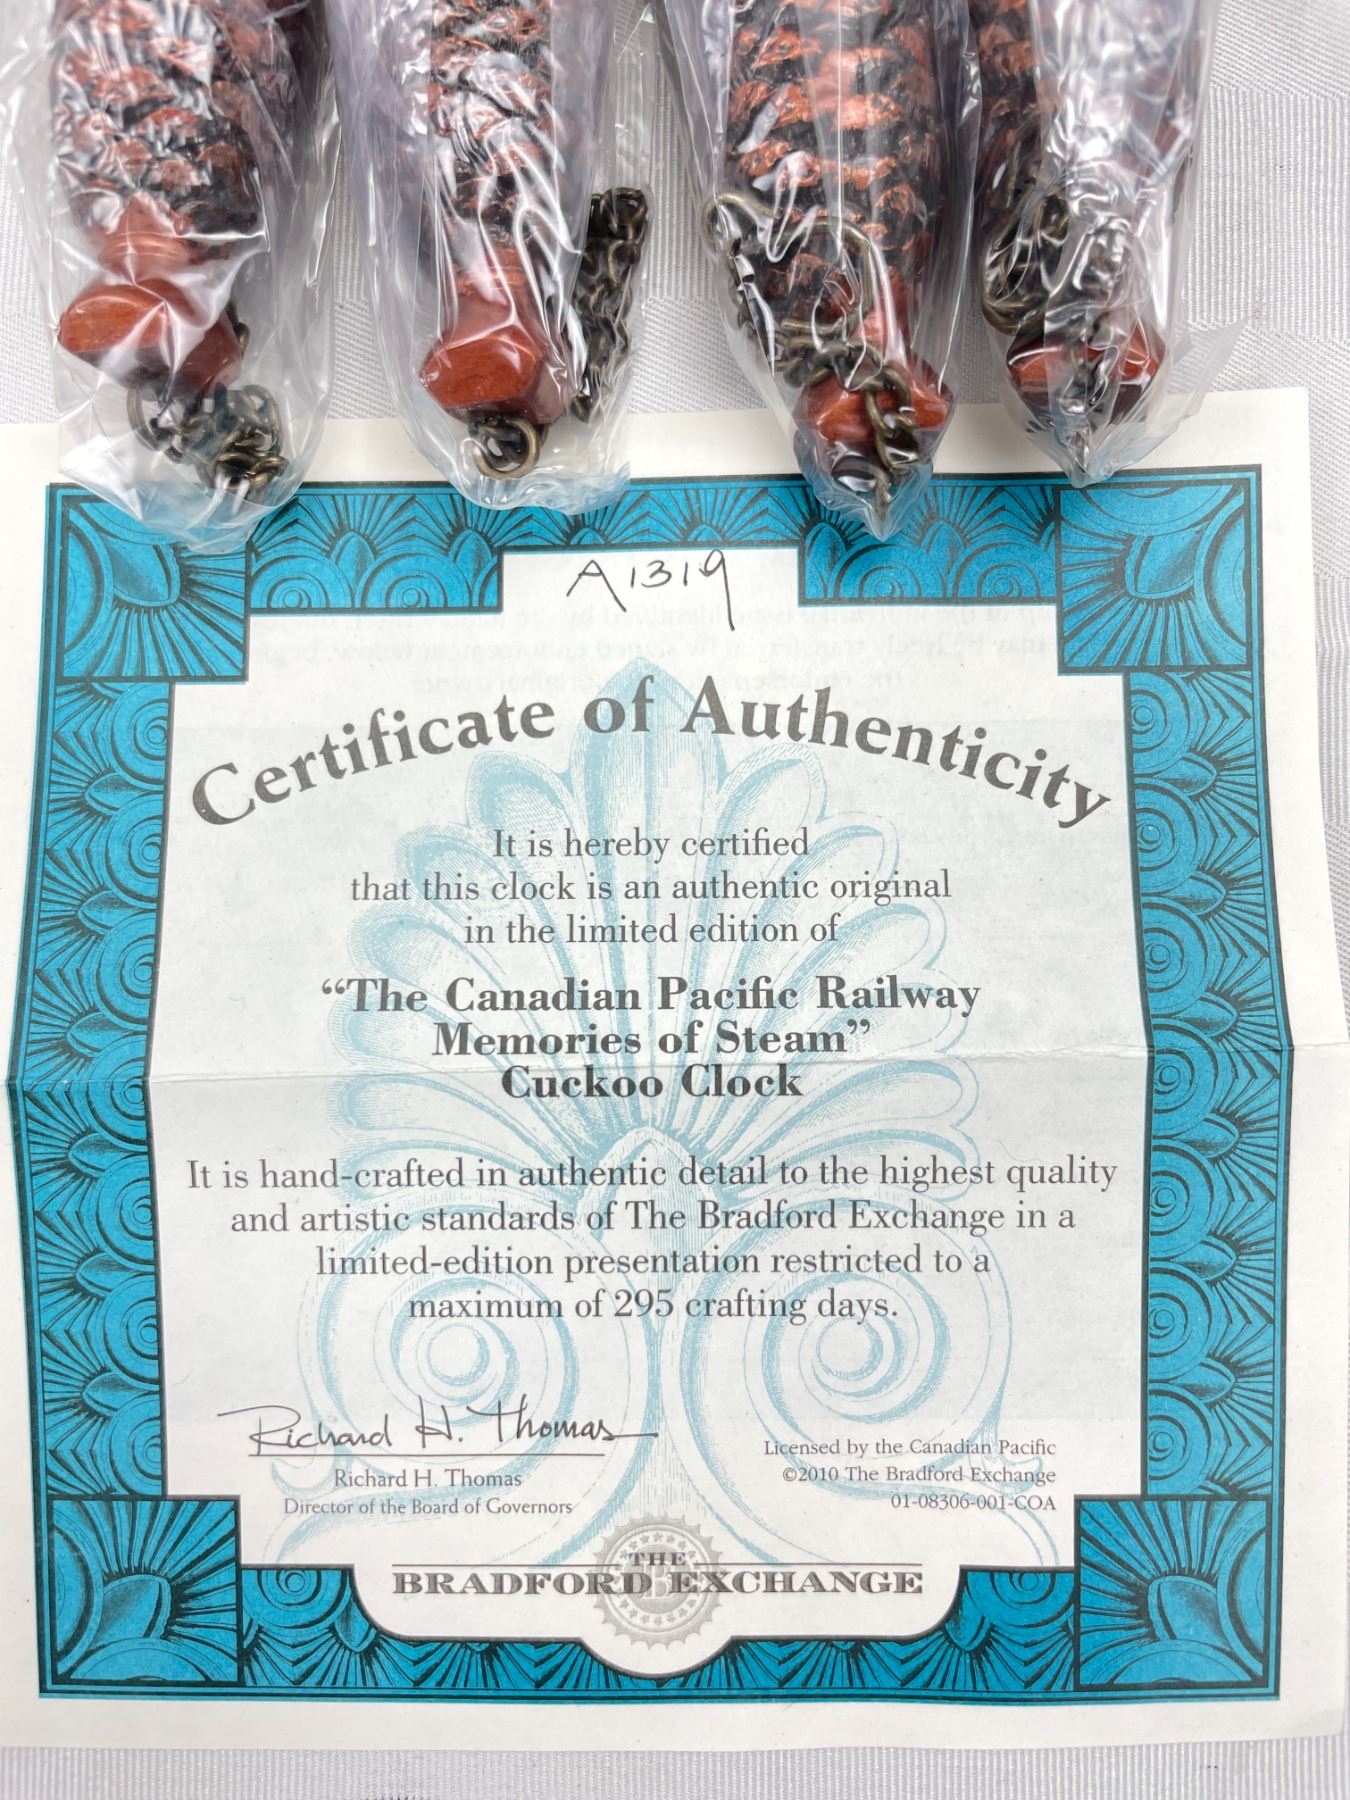 A1319
Certificate of Authenticity
It is hereby certified
that this clock is an authentic original
in the limited edition of
“The Canadian Pacific Railway
Memories of Steam”
Cuckoo Clock
It is hand-crafted in authentic detail to the highest quality
and artistic standards of The Bradford Exchange in a
limited-edition presentation restricted to a
maximum of 295 crafting days.
Richard H. Thomas
Richard H. Thomas
Director of the Board of Governors
Licensed by the Canadian Pacific
©2010 The Bradford Exchange
01-08306-001-COA
THE
BRADFORD EXCHANGE